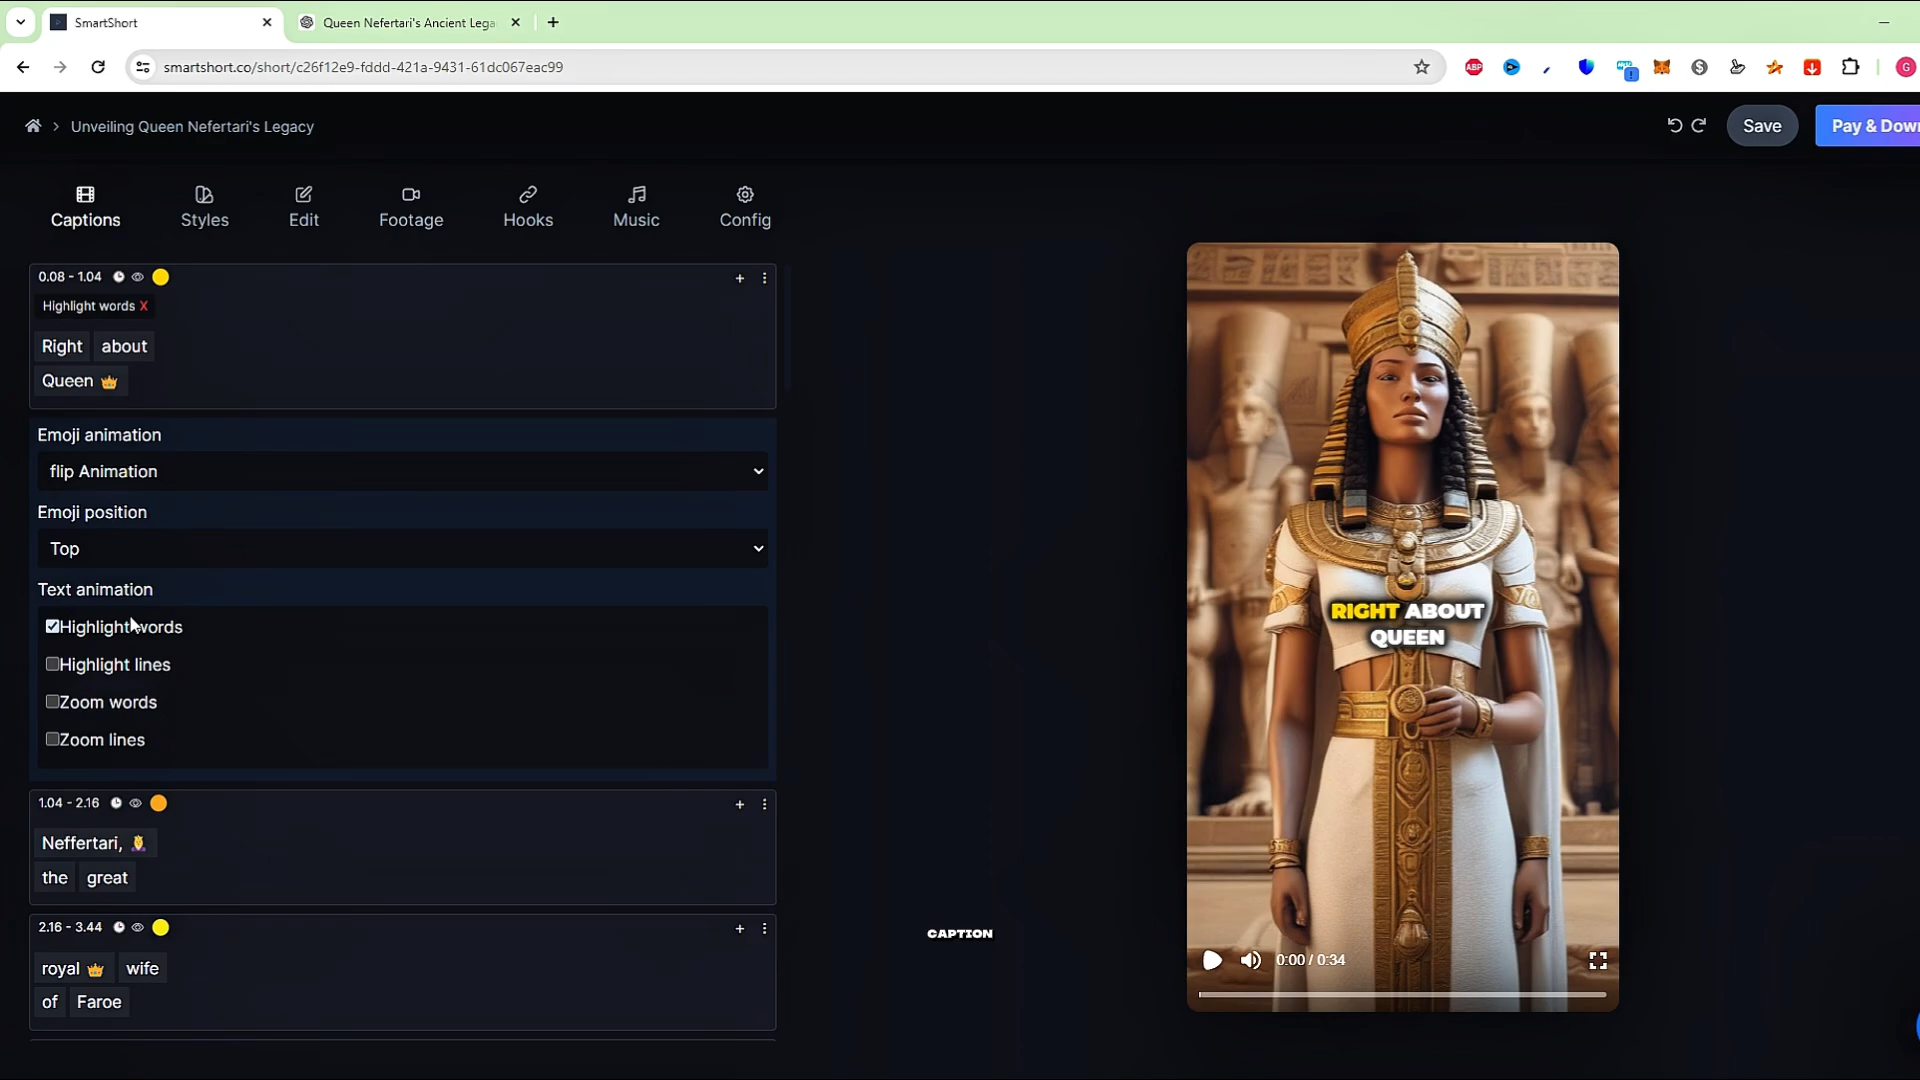 SmartShort
Queen Nefertari's Ancient Lega
smartshort.co/short/c26f12e9-fddd-421a-9431-61dc067eac99
ABP
G
Unveiling Queen Nefertari's Legacy
Save
Pay & Down
Captions
Styles
Edit
Footage
Hooks
Music
Config
0.08 - 1.04
Highlight words X
Right about
Queen
Emoji animation
flip Animation
Emoji position
Top
Text animation
Highlight words
Highlight lines
Zoom words
Zoom lines
1.04 - 2.16
Neffertari,
the great
2.16 - 3.44
royal wife
of Faroe
CAPTION
RIGHT ABOUT
QUEEN
0:00 / 0:34